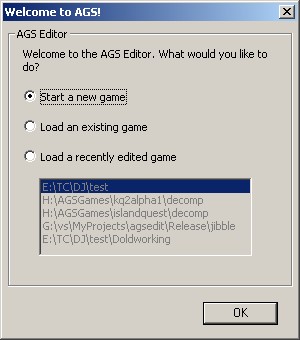 Welcome to AGS!
AGS Editor
Welcome to the AGS Editor. What would you like to
do?
Start a new game
Load an existing game
Load a recently edited game
E:\TC\DJ\test
H:\AGSGames\kq2alpha1\decomp
H:\AGSGames\islandquest\decomp
G:\vs\MyProjects\agsedit\Release\jibble
E:\TC\DJ\test\Doldworking
OK